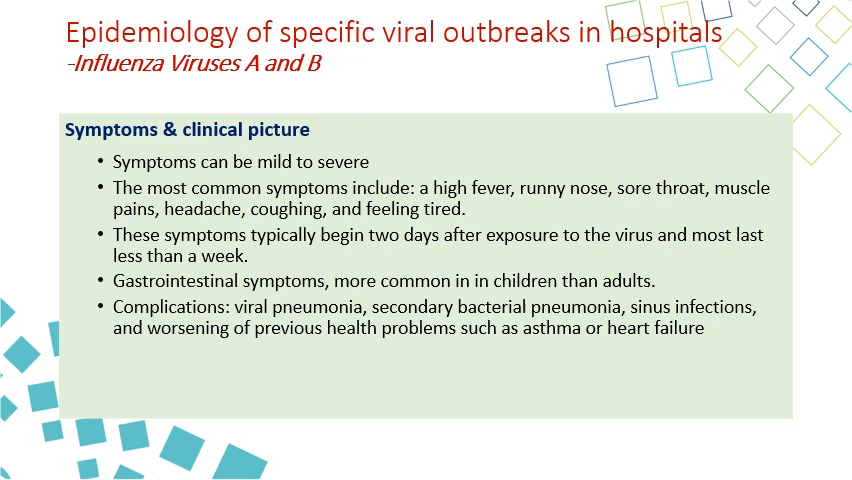 Epidemiology of specific viral outbreaks in hospitals
-Influenza Viruses A and B
Symptoms & clinical picture
• Symptoms can be mild to severe
• The most common symptoms include: a high fever, runny nose, sore throat, muscle
pains, headache, coughing, and feeling tired.
• These symptoms typically begin two days after exposure to the virus and most last
less than a week.
• Gastrointestinal symptoms, more common in in children than adults.
• Complications: viral pneumonia, secondary bacterial pneumonia, sinus infections,
and worsening of previous health problems such as asthma or heart failure